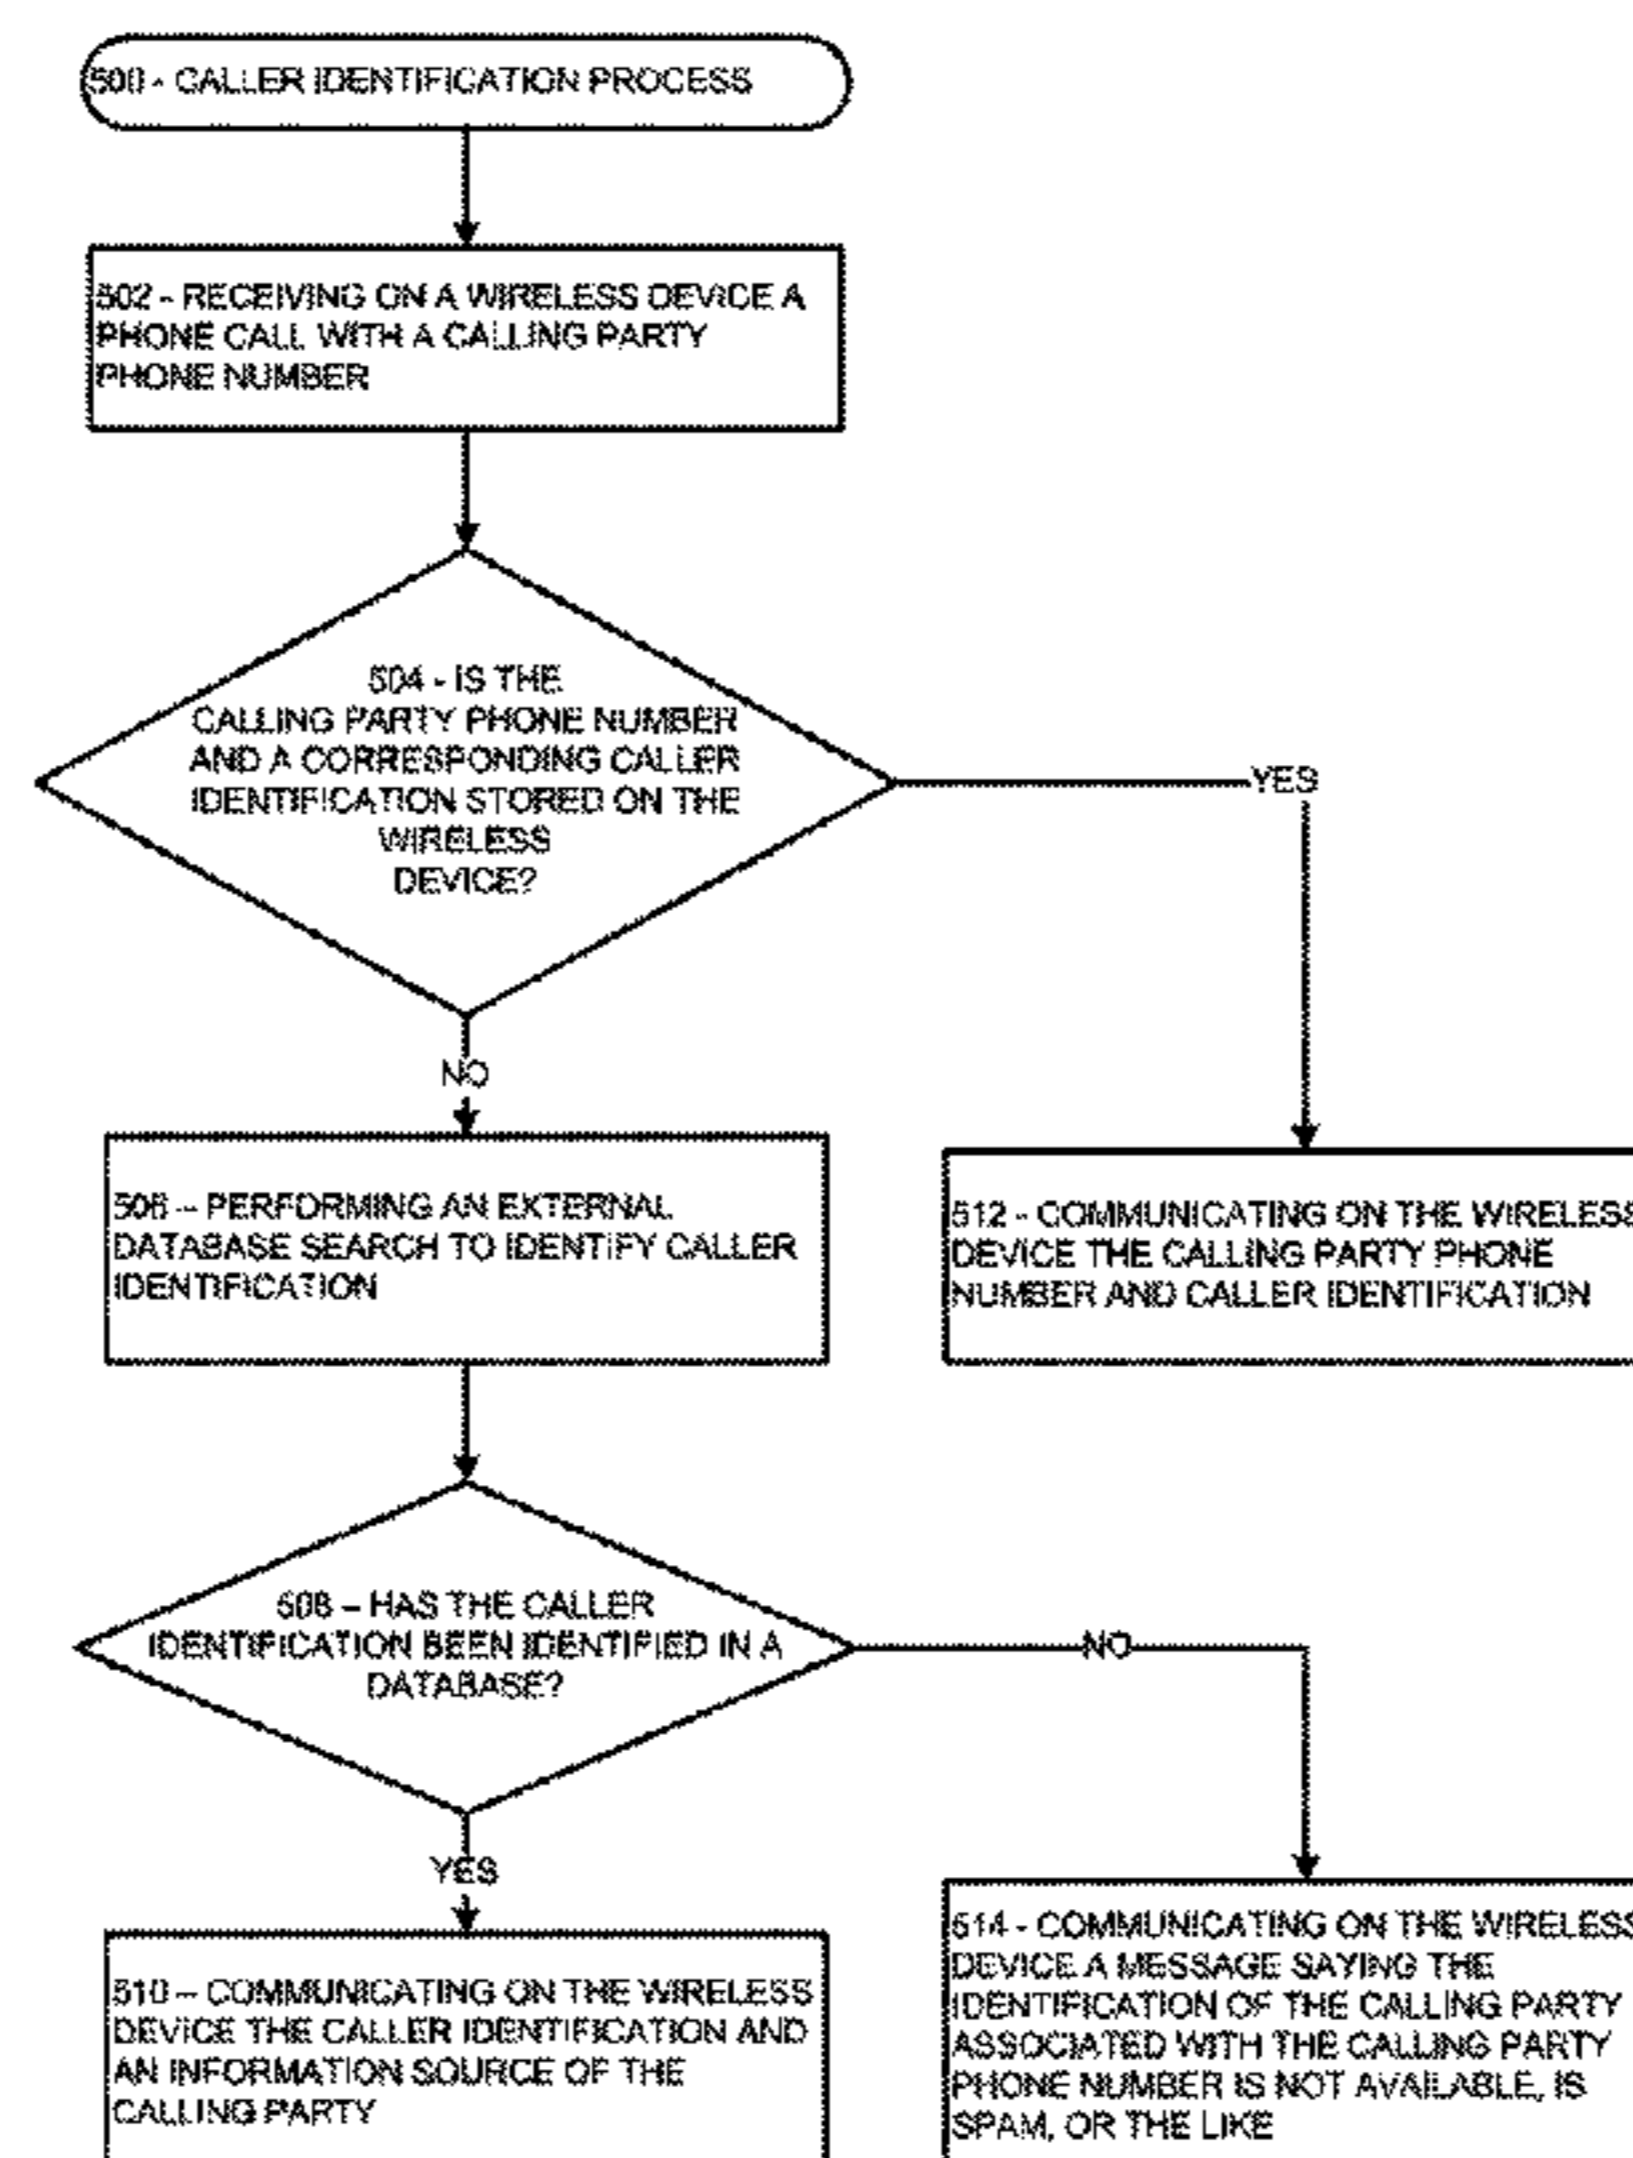 500 - CALLER IDENTIFICATION PROCESS
502 - RECEIVING ON A WIRELESS DEVICE A
PHONE CALL WITH A CALLING PARTY
PHONE NUMBER
504 - IS THE
CALLING PARTY PHONE NUMBER
AND A CORRESPONDING CALLER
IDENTIFICATION STORED ON THE
WIRELESS
DEVICE?
YES
NO
506 – PERFORMING AN EXTERNAL
DATABASE SEARCH TO IDENTIFY CALLER
IDENTIFICATION
512 - COMMUNICATING ON THE WIRELESS
DEVICE THE CALLING PARTY PHONE
NUMBER AND CALLER IDENTIFICATION
508 – HAS THE CALLER
IDENTIFICATION BEEN IDENTIFIED IN A
DATABASE?
NO
YES
510 – COMMUNICATING ON THE WIRELESS
DEVICE THE CALLER IDENTIFICATION AND
AN INFORMATION SOURCE OF THE
CALLING PARTY
514 - COMMUNICATING ON THE WIRELESS
DEVICE A MESSAGE SAYING THE
IDENTIFICATION OF THE CALLING PARTY
ASSOCIATED WITH THE CALLING PARTY
PHONE NUMBER IS NOT AVAILABLE, IS
SPAM, OR THE LIKE